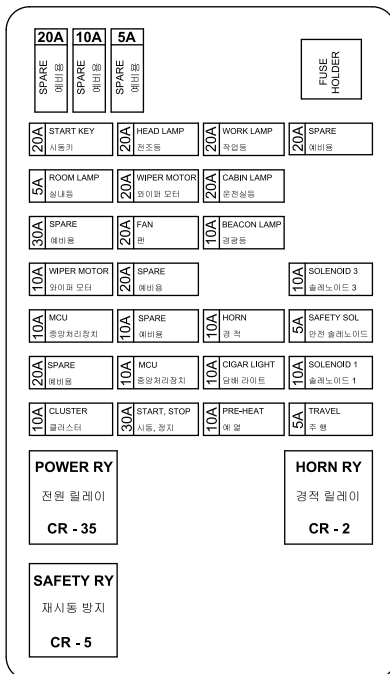 20A
SPARE
예비용
10A
SPARE
예비용
5A
SPARE
예비용
FUSE
HOLDER
20A
START KEY
시동키
20A
HEAD LAMP
전조등
20A
WORK LAMP
작업등
20A
SPARE
예비용
5A
ROOM LAMP
실내등
20A
WIPER MOTOR
와이퍼 모터
20A
CABIN LAMP
운전실등
30A
SPARE
예비용
20A
FAN
팬
10A
BEACON LAMP
경광등
10A
WIPER MOTOR
와이퍼 모터
20A
SPARE
예비용
10A
SOLENOID 3
솔레노이드 3
10A
MCU
중앙처리장치
10A
SPARE
예비용
10A
HORN
경 적
5A
SAFETY SOL
안전 솔레노이드
20A
SPARE
예비용
10A
MCU
중앙처리장치
10A
CIGAR LIGHT
담배 라이트
10A
SOLENOID 1
솔레노이드 1
10A
CLUSTER
클러스터
30A
START, STOP
시동, 정지
10A
PRE-HEAT
예 열
5A
TRAVEL
주 행
POWER RY
전원 릴레이
CR - 35
HORN RY
경적 릴레이
CR - 2
SAFETY RY
재시동 방지
CR - 5